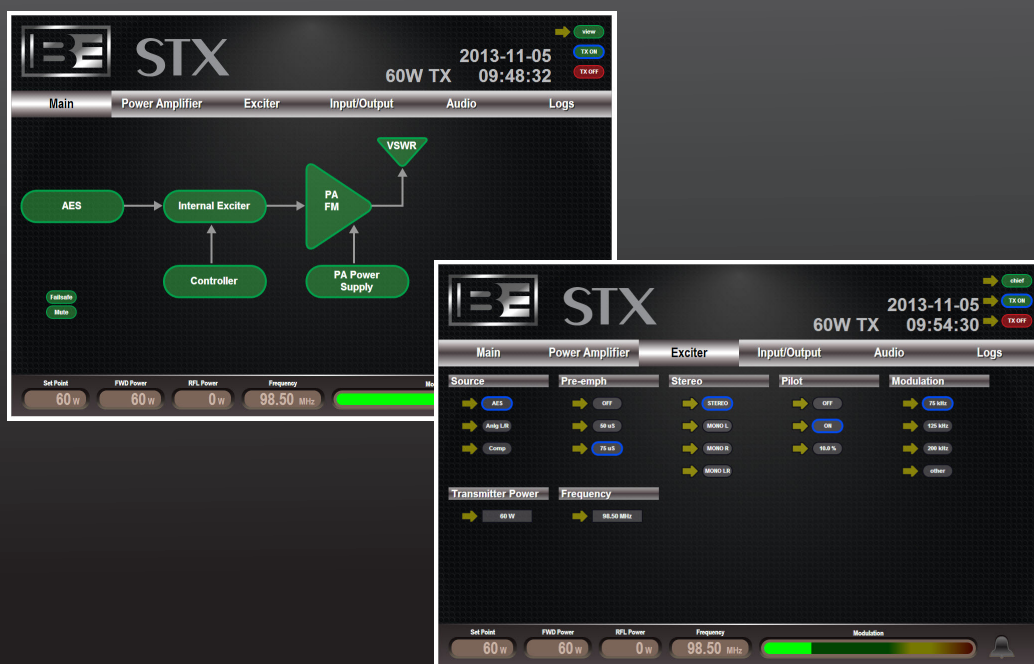 BE STX
view
TX ON
TX OFF
2013-11-05
60W TX 09:48:32
Main Power Amplifier Exciter Input/Output Audio Logs
VSWR
AES
Internal Exciter
PA
FM
Controller
PA Power
Supply
Failsafe
Mute
Set Point FWD Power RFL Power Frequency Mo
60 W 60 W 0 W 98.50 MHz
BE STX
chief
TX ON
TX OFF
2013-11-05
60W TX 09:54:30
Main Power Amplifier Exciter Input/Output Audio Logs
Source Pre-emph Stereo Pilot Modulation
AES OFF STEREO OFF 75 kHz
Anlg L/R 50 uS MONO L ON 125 kHz
Comp 75 uS MONO R 10.0 % 200 kHz
MONO LR other
Transmitter Power Frequency
60 W 98.50 MHz
Set Point FWD Power RFL Power Frequency Modulation
60 W 60 W 0 W 98.50 MHz